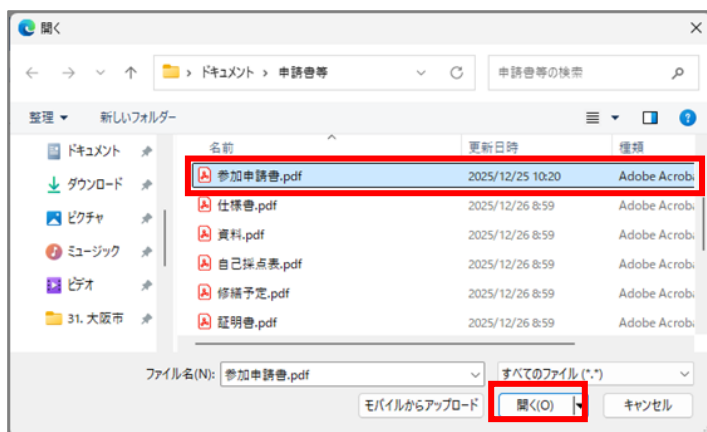 開く
ドキュメント › 申請書等
申請書等の検索
整理 新しいフォルダー
名前 更新日時 種類
ドキュメント
ダウンロード
ピクチャ
ミュージック
ビデオ
31. 大阪市
参加申請書.pdf 2025/12/25 10:20 Adobe Acroba
仕様書.pdf 2025/12/26 8:59 Adobe Acroba
資料.pdf 2025/12/26 8:59 Adobe Acroba
自己採点表.pdf 2025/12/26 8:59 Adobe Acroba
修繕予定.pdf 2025/12/26 8:59 Adobe Acroba
証明書.pdf 2025/12/26 8:59 Adobe Acroba
ファイル名(N): 参加申請書.pdf すべてのファイル (*.*)
モバイルからアップロード 開く(O) キャンセル